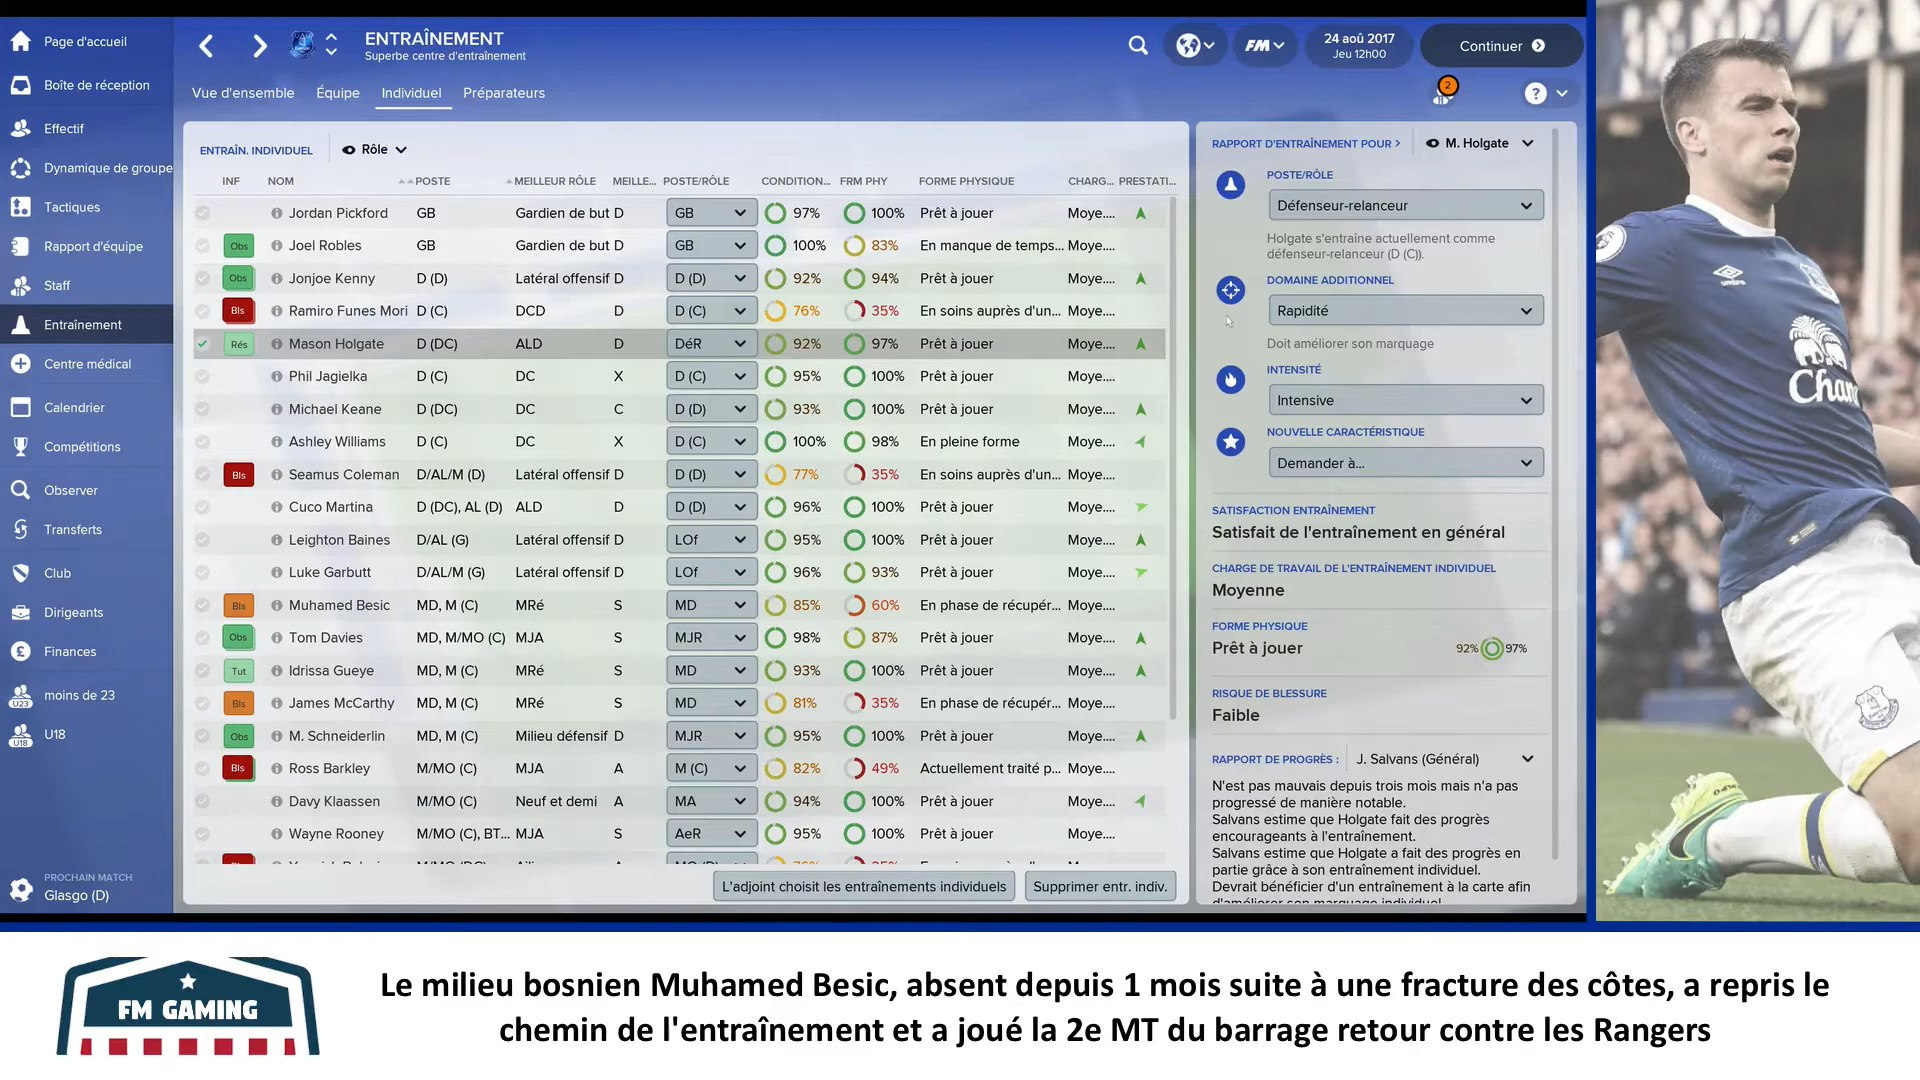 Page d'accueil
Boîte de réception
Effectif
Dynamique de groupe
Tactiques
Rapport d'équipe
Staff
Entraînement
Centre médical
Calendrier
Compétitions
Observer
Transferts
Club
Dirigeants
Finances
U23 moins de 23
U18 U18
PROCHAIN MATCH
Glasgo (D)
ENTRAÎNEMENT
Superbe centre d'entraînement
FM
24 aoû 2017
Jeu 12h00
Continuer
Vue d'ensemble Équipe Individuel Préparateurs
2
?
ENTRAÎN. INDIVIDUEL Rôle
INF NOM POSTE MEILLEUR RÔLE MEILLE... POSTE/RÔLE CONDITION... FRM PHY FORME PHYSIQUE CHARG... PRESTATI...
Jordan Pickford GB Gardien de but D GB 97% 100% Prêt à jouer Moye....
Obs Joel Robles GB Gardien de but D GB 100% 83% En manque de temps... Moye....
Obs Jonjoe Kenny D (D) Latéral offensif D D (D) 92% 94% Prêt à jouer Moye....
Bls Ramiro Funes Mori D (C) DCD D D (C) 76% 35% En soins auprès d'un... Moye....
Rés Mason Holgate D (DC) ALD D DéR 92% 97% Prêt à jouer Moye....
Phil Jagielka D (C) DC X D (C) 95% 100% Prêt à jouer Moye....
Michael Keane D (DC) DC C D (D) 93% 100% Prêt à jouer Moye....
Ashley Williams D (C) DC X D (C) 100% 98% En pleine forme Moye....
Bls Seamus Coleman D/AL/M (D) Latéral offensif D D (D) 77% 35% En soins auprès d'un... Moye....
Cuco Martina D (DC), AL (D) ALD D D (D) 96% 100% Prêt à jouer Moye....
Leighton Baines D/AL (G) Latéral offensif D LOf 95% 100% Prêt à jouer Moye....
Luke Garbutt D/AL/M (G) Latéral offensif D LOf 96% 93% Prêt à jouer Moye....
Bls Muhamed Besic MD, M (C) MRé S MD 85% 60% En phase de récupér... Moye....
Obs Tom Davies MD, M/MO (C) MJA S MJR 98% 87% Prêt à jouer Moye....
Tut Idrissa Gueye MD, M (C) MRé S MD 93% 100% Prêt à jouer Moye....
Bls James McCarthy MD, M (C) MRé S MD 81% 35% En phase de récupér... Moye....
Obs M. Schneiderlin MD, M (C) Milieu défensif D MJR 95% 100% Prêt à jouer Moye....
Bls Ross Barkley M/MO (C) MJA A M (C) 82% 49% Actuellement traité p... Moye....
Davy Klaassen M/MO (C) Neuf et demi A MA 94% 100% Prêt à jouer Moye....
Wayne Rooney M/MO (C), BT... MJA S AeR 95% 100% Prêt à jouer Moye....
L'adjoint choisit les entraînements individuels Supprimer entr. indiv.
RAPPORT D'ENTRAÎNEMENT POUR > M. Holgate
POSTE/RÔLE
Défenseur-relanceur
Holgate s'entraîne actuellement comme
défenseur-relanceur (D (C)).
DOMAINE ADDITIONNEL
Rapidité
Doit améliorer son marquage
INTENSITÉ
Intensive
NOUVELLE CARACTÉRISTIQUE
Demander à...
SATISFACTION ENTRAÎNEMENT
Satisfait de l'entraînement en général
CHARGE DE TRAVAIL DE L'ENTRAÎNEMENT INDIVIDUEL
Moyenne
FORME PHYSIQUE
Prêt à jouer 92% 97%
RISQUE DE BLESSURE
Faible
RAPPORT DE PROGRÈS : J. Salvans (Général)
N'est pas mauvais depuis trois mois mais n'a pas
progressé de manière notable.
Salvans estime que Holgate fait des progrès
encourageants à l'entraînement.
Salvans estime que Holgate a fait des progrès en
partie grâce à son entraînement individuel.
Devrait bénéficier d'un entraînement à la carte afin
d'améliorer son marquage individuel
umbro
Chan
FM GAMING
Le milieu bosnien Muhamed Besic, absent depuis 1 mois suite à une fracture des côtes, a repris le
chemin de l'entraînement et a joué la 2e MT du barrage retour contre les Rangers